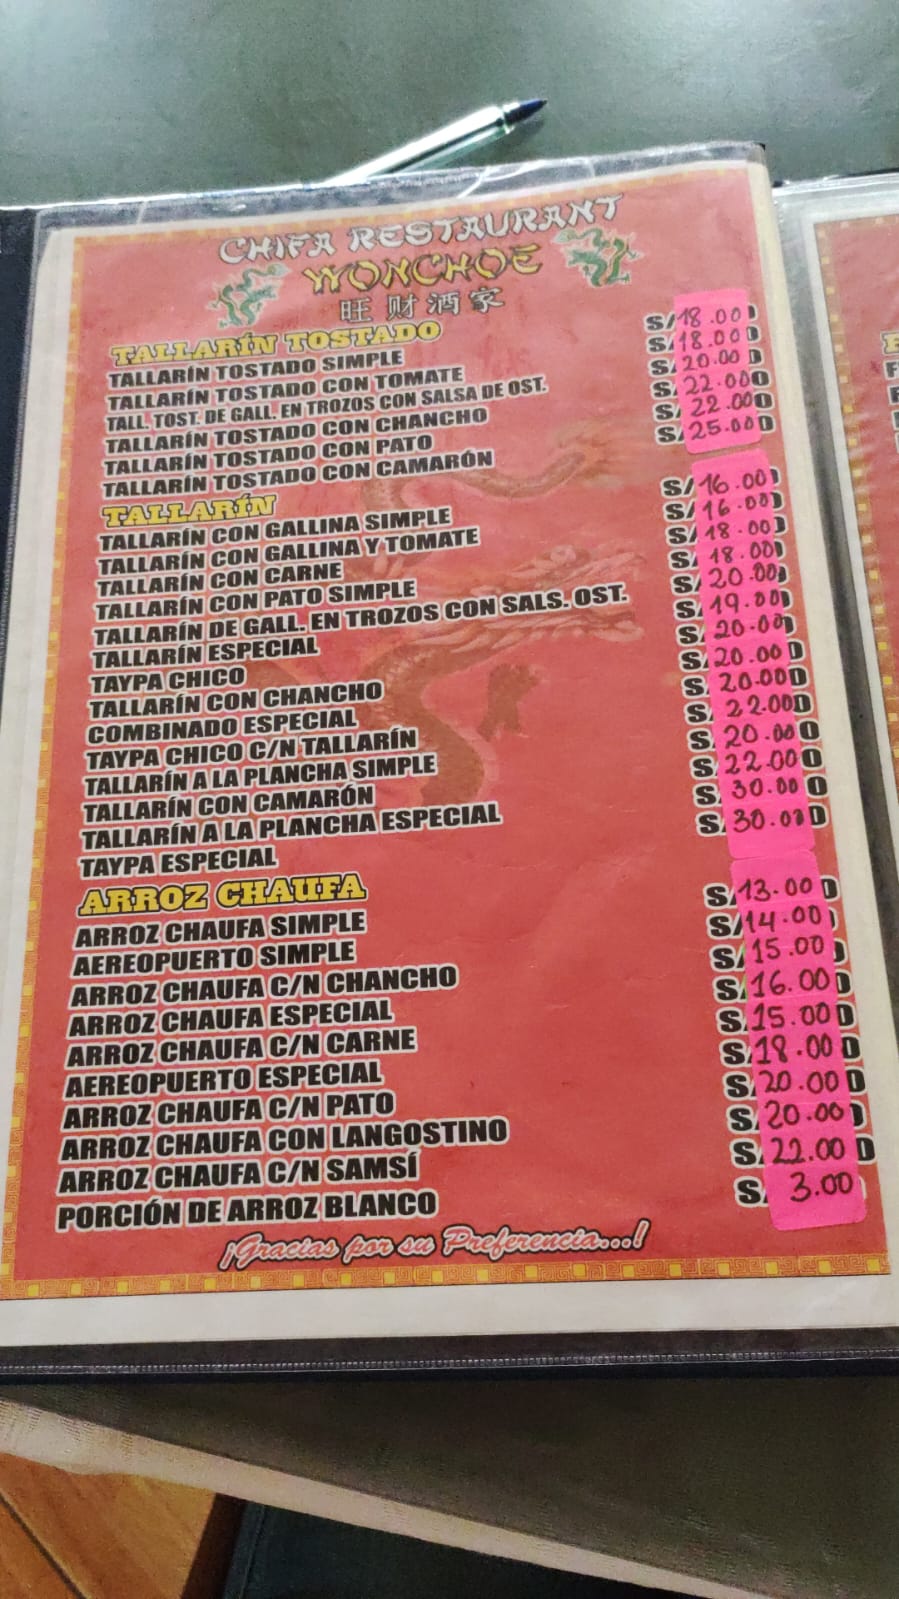 CHIFA RESTAURANT
WONCHOE
旺财酒家
TALLARÍN TOSTADO
TALLARÍN TOSTADO SIMPLE S/ 18.00
TALLARÍN TOSTADO CON TOMATE S/ 18.00
TALL. TOST. DE GALL. EN TROZOS CON SALSA DE OST. S/ 20.00
TALLARÍN TOSTADO CON CHANCHO S/ 22.00
TALLARÍN TOSTADO CON PATO S/ 22.00
TALLARÍN TOSTADO CON CAMARÓN S/ 25.00
TALLARÍN
TALLARÍN CON GALLINA SIMPLE S/ 16.00
TALLARÍN CON GALLINA Y TOMATE S/ 16.00
TALLARÍN CON CARNE S/ 18.00
TALLARÍN CON PATO SIMPLE S/ 18.00
TALLARÍN DE GALL. EN TROZOS CON SALS. OST. S/ 20.00
TALLARÍN ESPECIAL S/ 19.00
TAYPA CHICO S/ 20.00
TALLARÍN CON CHANCHO S/ 20.00
COMBINADO ESPECIAL S/ 20.00
TAYPA CHICO C/N TALLARÍN S/ 22.00
TALLARÍN A LA PLANCHA SIMPLE S/ 20.00
TALLARÍN CON CAMARÓN S/ 22.00
TALLARÍN A LA PLANCHA ESPECIAL S/ 30.00
TAYPA ESPECIAL S/ 30.00
ARROZ CHAUFA
ARROZ CHAUFA SIMPLE S/ 13.00
AEREOPUERTO SIMPLE S/ 14.00
ARROZ CHAUFA C/N CHANCHO S/ 15.00
ARROZ CHAUFA ESPECIAL S/ 16.00
ARROZ CHAUFA C/N CARNE S/ 15.00
AEREOPUERTO ESPECIAL S/ 18.00
ARROZ CHAUFA C/N PATO S/ 20.00
ARROZ CHAUFA CON LANGOSTINO S/ 20.00
ARROZ CHAUFA C/N SAMSÍ S/ 22.00
PORCIÓN DE ARROZ BLANCO S/ 3.00
¡Gracias por su Preferencia...!